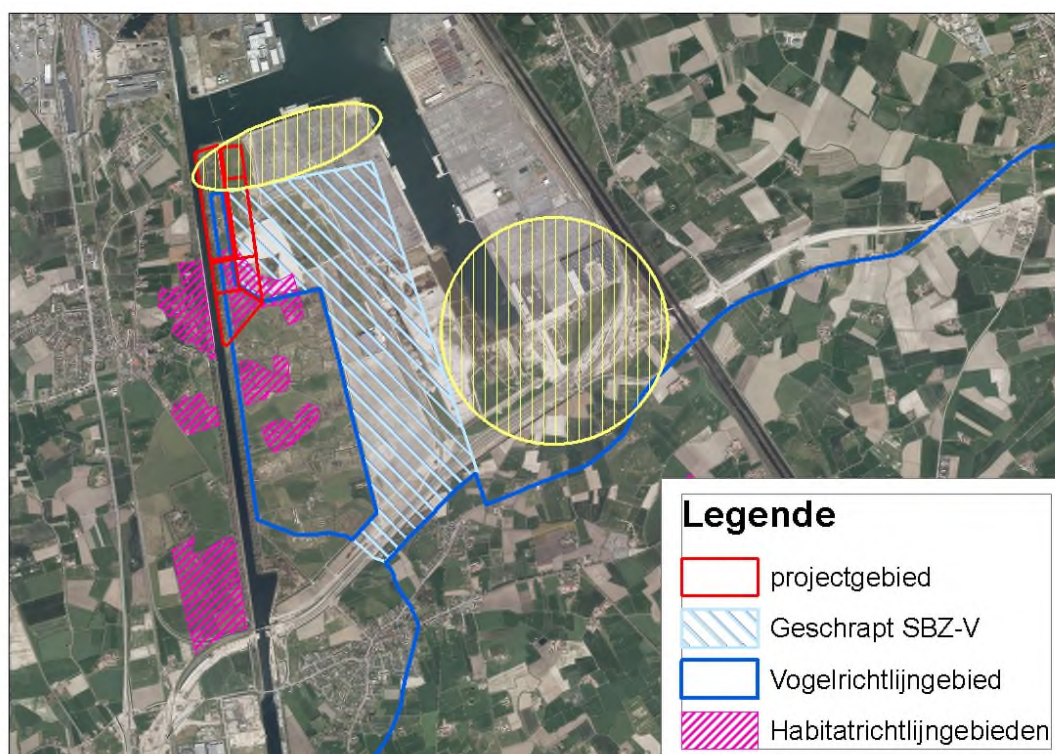 Legende
projectgebied
Geschrapt SBZ-V
Vogelrichtlijngebied
Habitatrichtlijngebieden